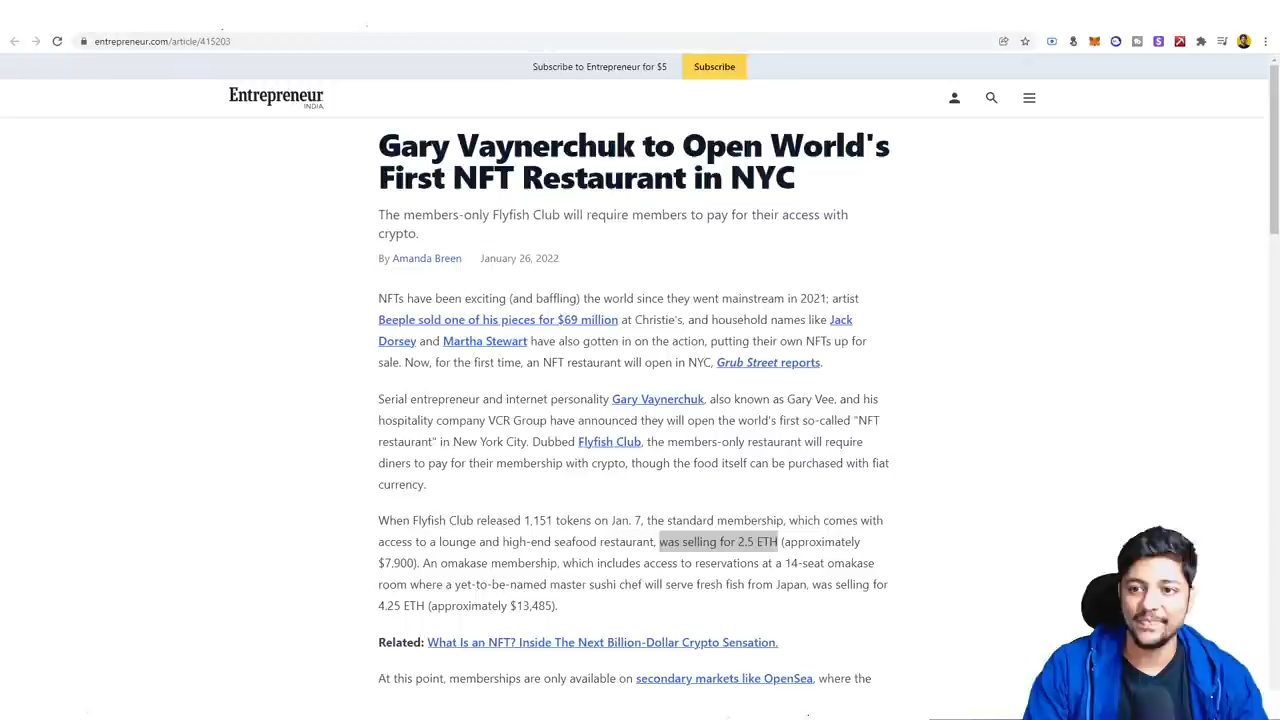 entrepreneur.com/article/415203
Subscribe to Entrepreneur for $5
Subscribe
Entrepreneur
INDIA
Gary Vaynerchuk to Open World's
First NFT Restaurant in NYC
The members-only Flyfish Club will require members to pay for their access with
crypto.
By Amanda Breen January 26, 2022
NFTs have been exciting (and baffling) the world since they went mainstream in 2021; artist
Beeple sold one of his pieces for $69 million at Christie's, and household names like Jack
Dorsey and Martha Stewart have also gotten in on the action, putting their own NFTs up for
sale. Now, for the first time, an NFT restaurant will open in NYC, Grub Street reports.
Serial entrepreneur and internet personality Gary Vaynerchuk, also known as Gary Vee, and his
hospitality company VCR Group have announced they will open the world's first so-called "NFT
restaurant" in New York City. Dubbed Flyfish Club, the members-only restaurant will require
diners to pay for their membership with crypto, though the food itself can be purchased with fiat
currency.
When Flyfish Club released 1,151 tokens on Jan. 7, the standard membership, which comes with
access to a lounge and high-end seafood restaurant, was selling for 2.5 ETH (approximately
$7,900). An omakase membership, which includes access to reservations at a 14-seat omakase
room where a yet-to-be-named master sushi chef will serve fresh fish from Japan, was selling for
4.25 ETH (approximately $13,485).
Related: What Is an NFT? Inside The Next Billion-Dollar Crypto Sensation.
At this point, memberships are only available on secondary markets like OpenSea, where the